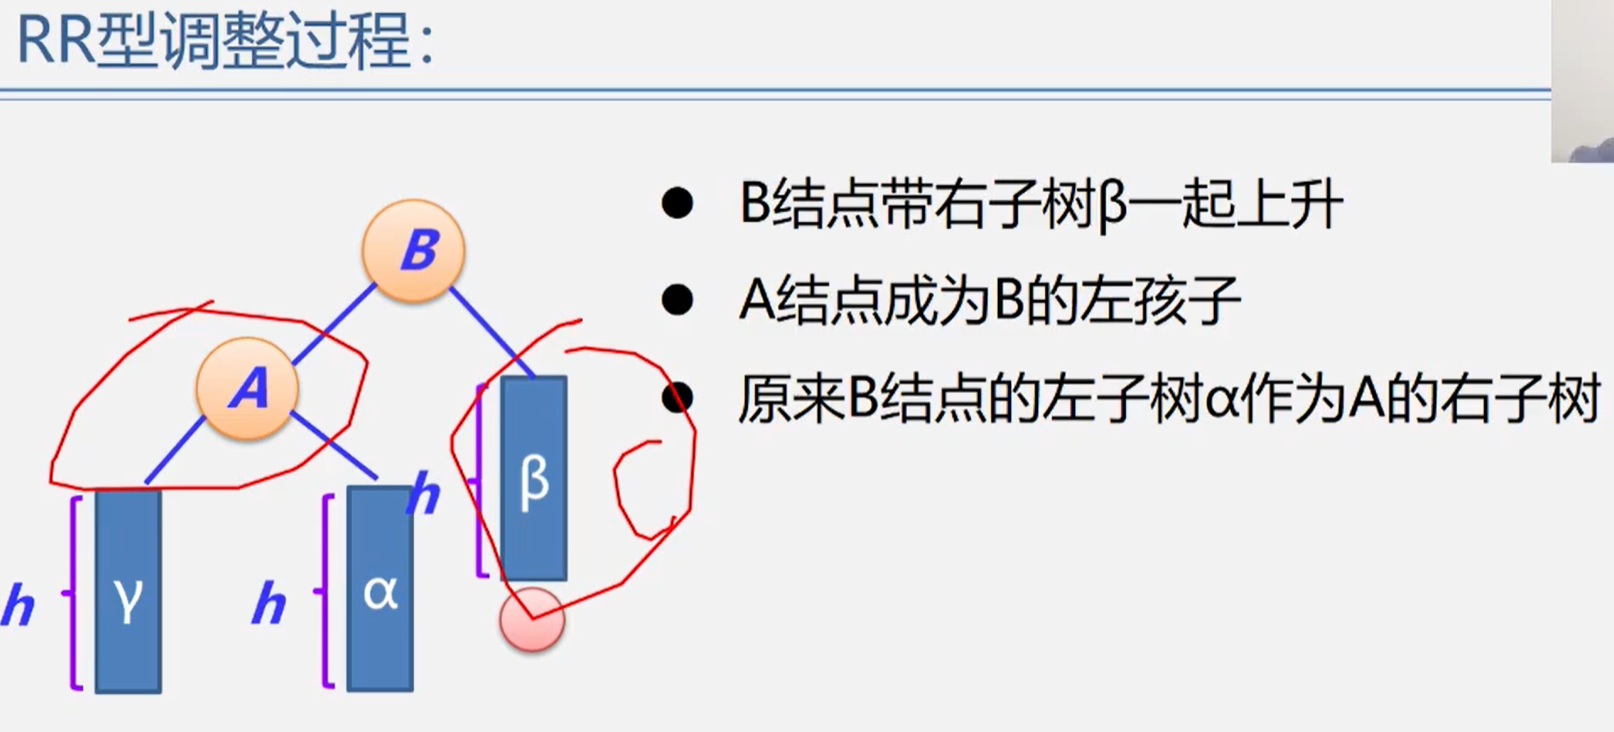 RR型调整过程：
B结点带右子树β一起上升
A结点成为B的左孩子
原来B结点的左子树α作为A的右子树
B
A
h
β
h
γ
h
α